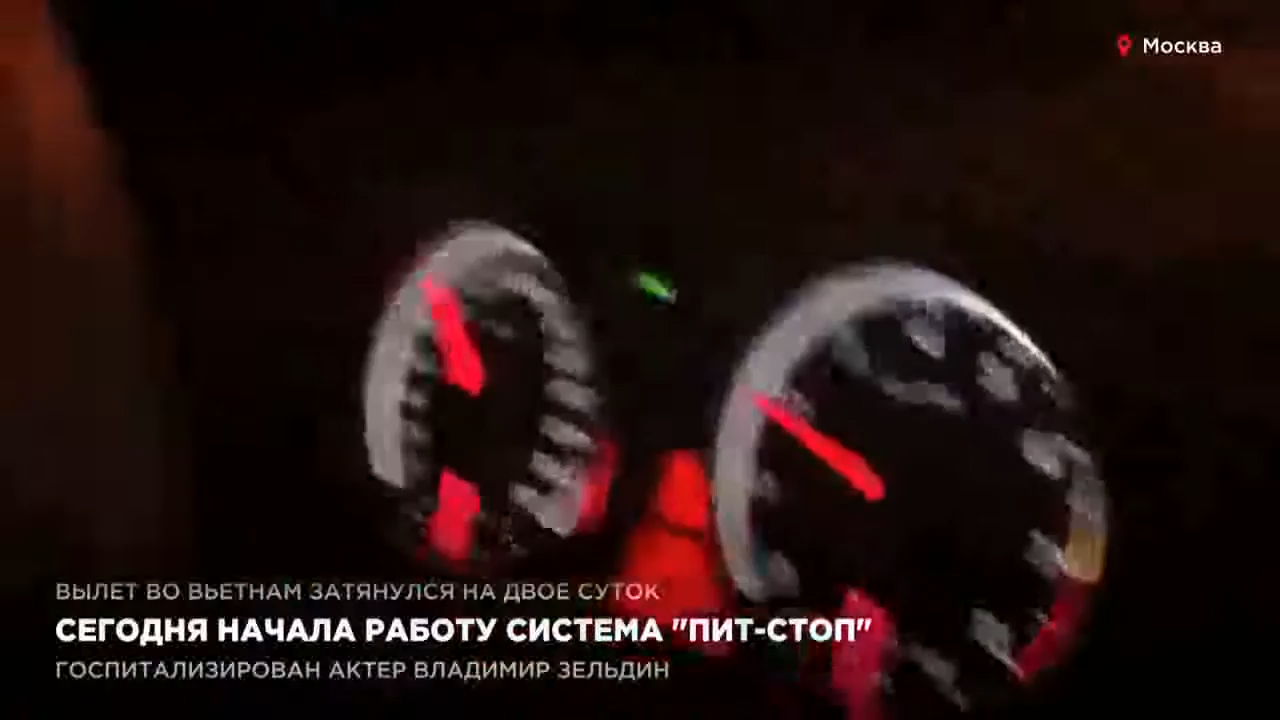 Москва
ВЫЛЕТ ВО ВЬЕТНАМ ЗАТЯНУЛСЯ НА ДВОЕ СУТОК
СЕГОДНЯ НАЧАЛА РАБОТУ СИСТЕМА "ПИТ-СТОП"
ГОСПИТАЛИЗИРОВАН АКТЕР ВЛАДИМИР ЗЕЛЬДИН